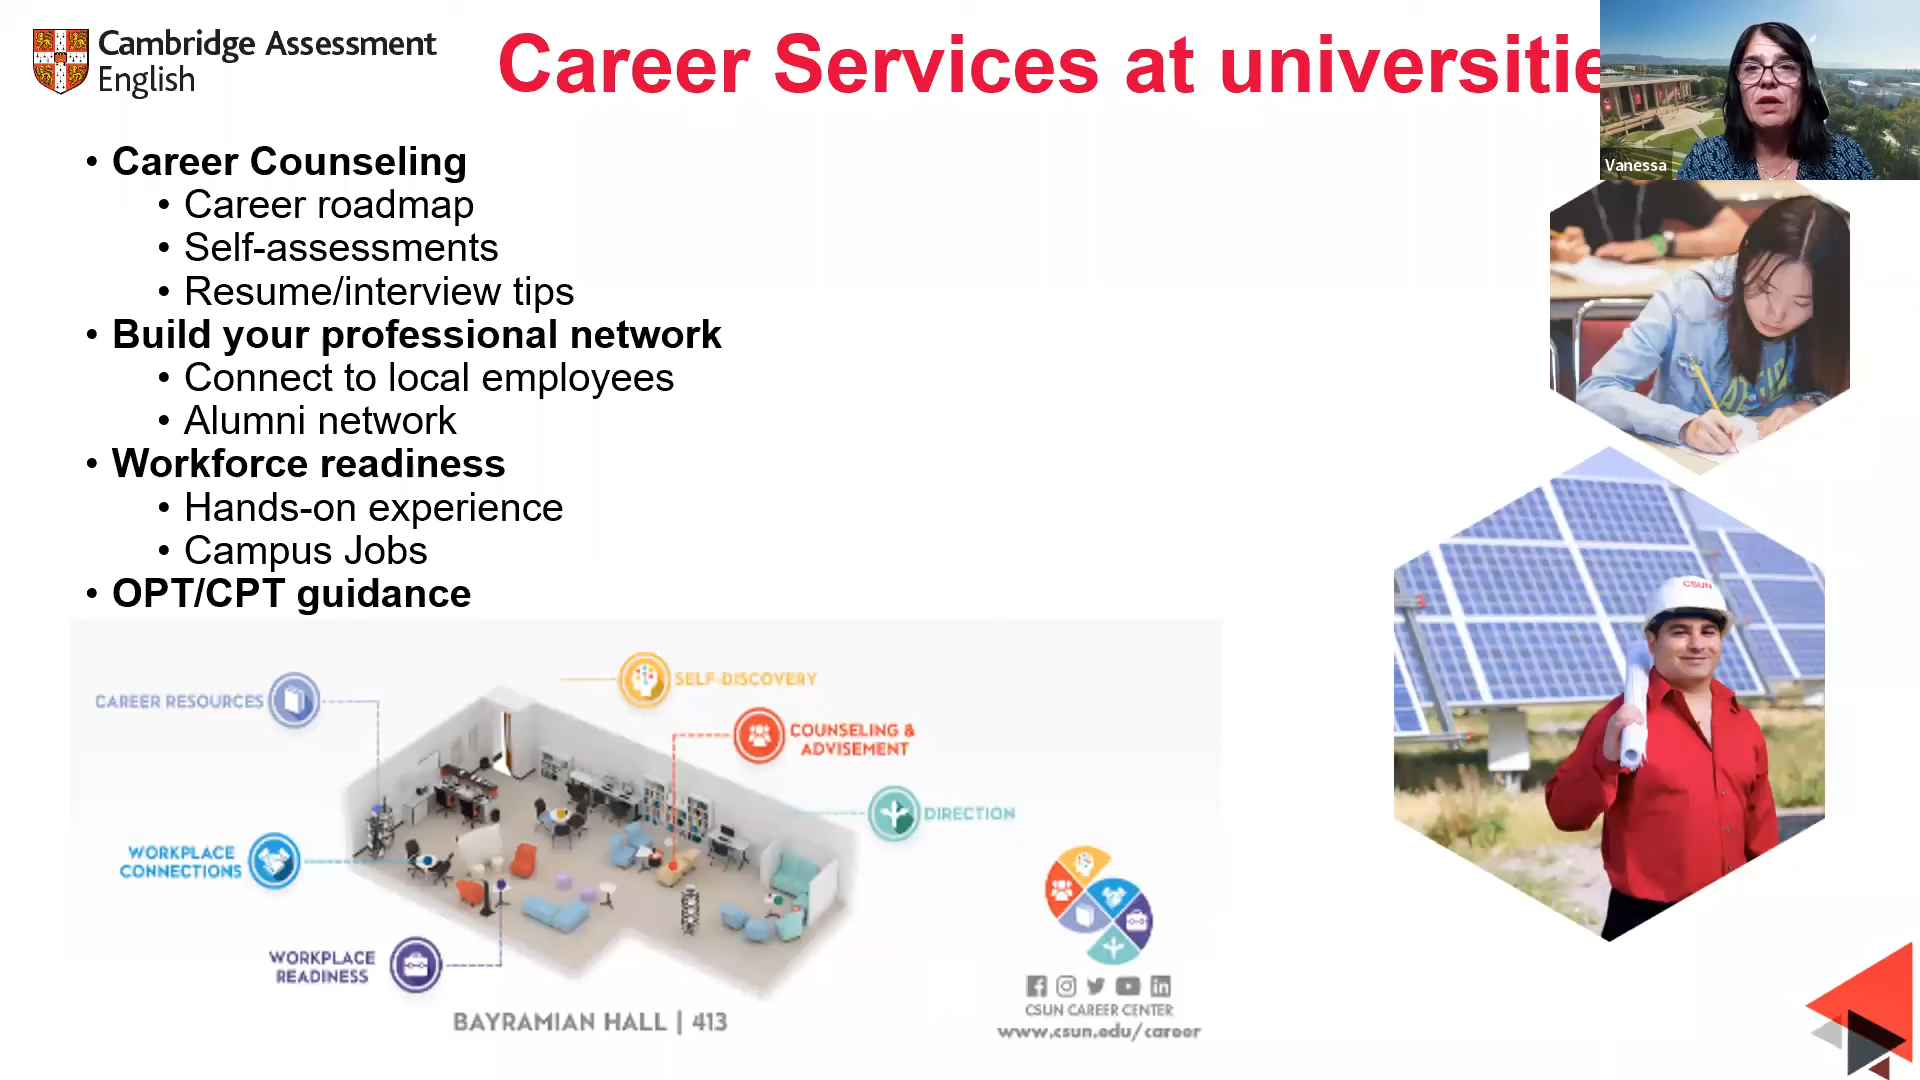 Cambridge Assessment
English
Career Services at universitie
Vanessa
• Career Counseling
• Career roadmap
• Self-assessments
• Resume/interview tips
• Build your professional network
• Connect to local employees
• Alumni network
• Workforce readiness
• Hands-on experience
• Campus Jobs
• OPT/CPT guidance
CSUN
SELF-DISCOVERY
CAREER RESOURCES
COUNSELING &
ADVISEMENT
DIRECTION
WORKPLACE
CONNECTIONS
WORKPLACE
READINESS
BAYRAMIAN HALL | 413
CSUN CAREER CENTER
www.csun.edu/career